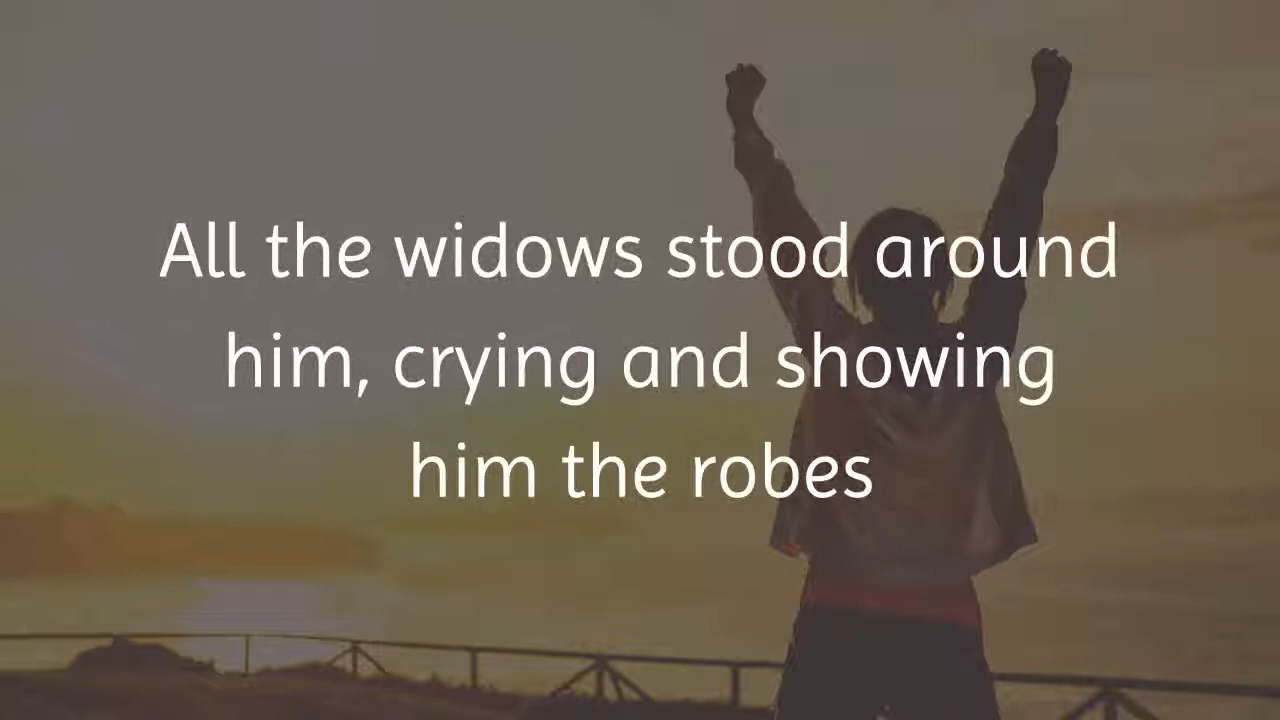 All the widows stood around
him, crying and showing
him the robes